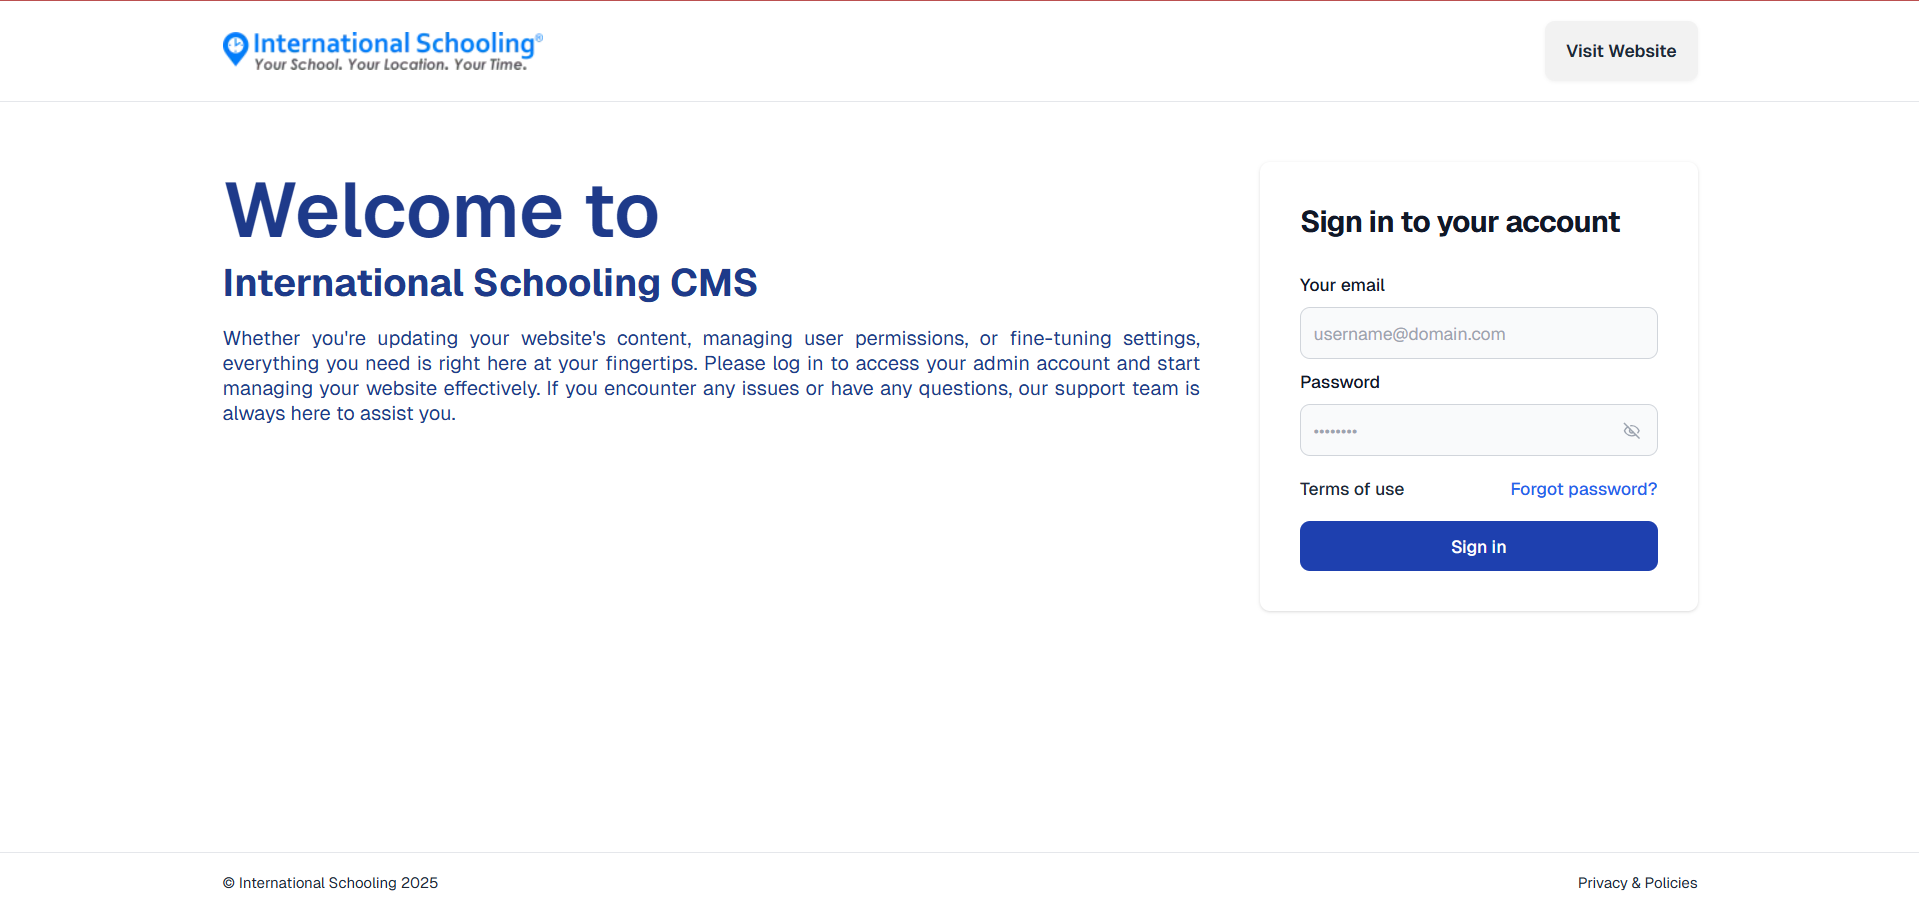 International Schooling®
Your School. Your Location. Your Time.
Visit Website
Welcome to
International Schooling CMS
Whether you're updating your website's content, managing user permissions, or fine-tuning settings,
everything you need is right here at your fingertips. Please log in to access your admin account and start
managing your website effectively. If you encounter any issues or have any questions, our support team is
always here to assist you.
Sign in to your account
Your email
username@domain.com
Password
••••••••
Terms of use
Forgot password?
Sign in
© International Schooling 2025
Privacy & Policies